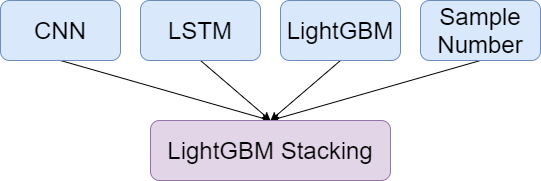 CNN
LSTM
LightGBM
Sample
Number
LightGBM Stacking